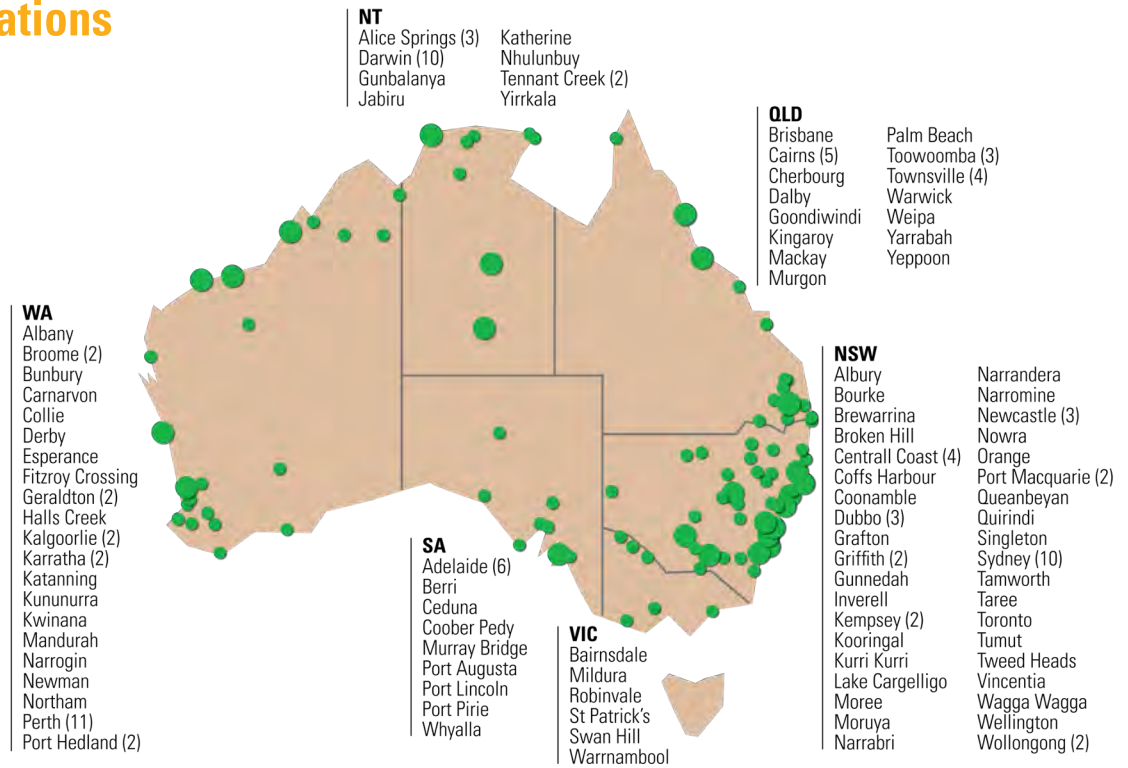 ations
NT
Alice Springs (3)
Darwin (10)
Gunbalanya
Jabiru
Katherine
Nhulunbuy
Tennant Creek (2)
Yirrkala
QLD
Brisbane
Cairns (5)
Cherbourg
Dalby
Goondiwindi
Kingaroy
Mackay
Murgon
Palm Beach
Toowoomba (3)
Townsville (4)
Warwick
Weipa
Yarrabah
Yeppoon
WA
Albany
Broome (2)
Bunbury
Carnarvon
Collie
Derby
Esperance
Fitzroy Crossing
Geraldton (2)
Halls Creek
Kalgoorlie (2)
Karratha (2)
Katanning
Kununurra
Kwinana
Mandurah
Narrogin
Newman
Northam
Perth (11)
Port Hedland (2)
SA
Adelaide (6)
Berri
Ceduna
Coober Pedy
Murray Bridge
Port Augusta
Port Lincoln
Port Pirie
Whyalla
VIC
Bairnsdale
Mildura
Robinvale
St Patrick's
Swan Hill
Warrnambool
NSW
Albury
Bourke
Brewarrina
Broken Hill
Centrall Coast (4)
Coffs Harbour
Coonamble
Dubbo (3)
Grafton
Griffith (2)
Gunnedah
Inverell
Kempsey (2)
Kooringal
Kurri Kurri
Lake Cargelligo
Moree
Moruya
Narrabri
Narrandera
Narromine
Newcastle (3)
Nowra
Orange
Port Macquarie (2)
Queanbeyan
Quirindi
Singleton
Sydney (10)
Tamworth
Taree
Toronto
Tumut
Tweed Heads
Vincentia
Wagga Wagga
Wellington
Wollongong (2)